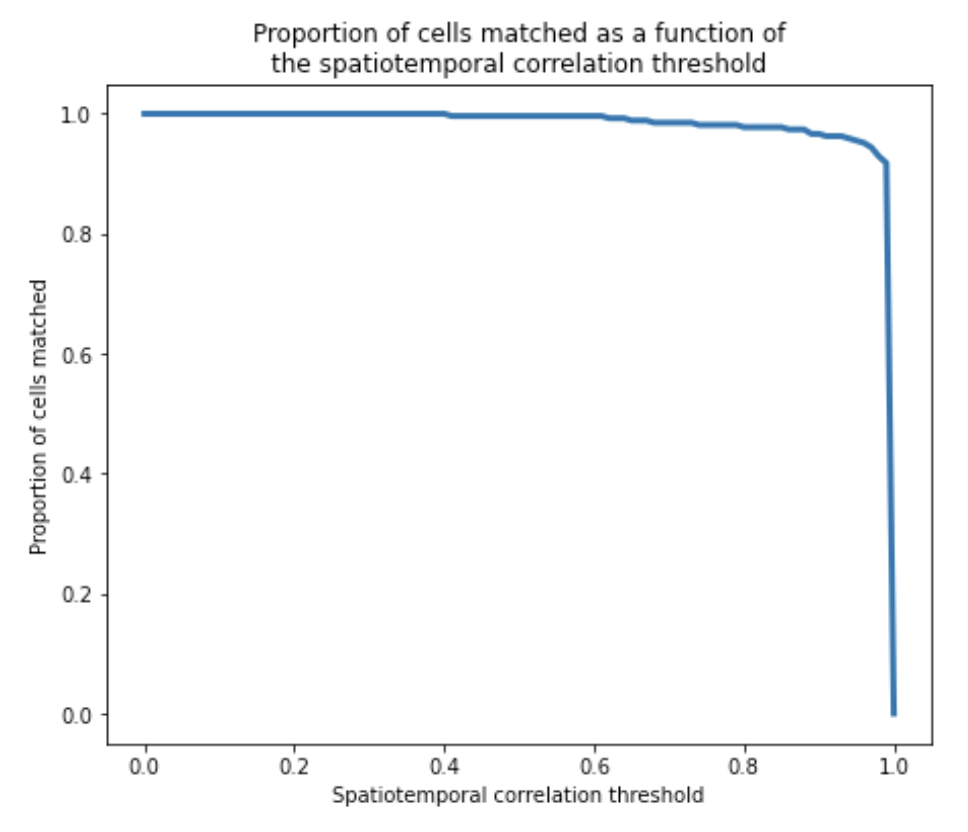 Proportion of cells matched as a function of
the spatiotemporal correlation threshold
Proportion of cells matched
1.0
0.8
0.6
0.4
0.2
0.0
0.0 0.2 0.4 0.6 0.8 1.0
Spatiotemporal correlation threshold